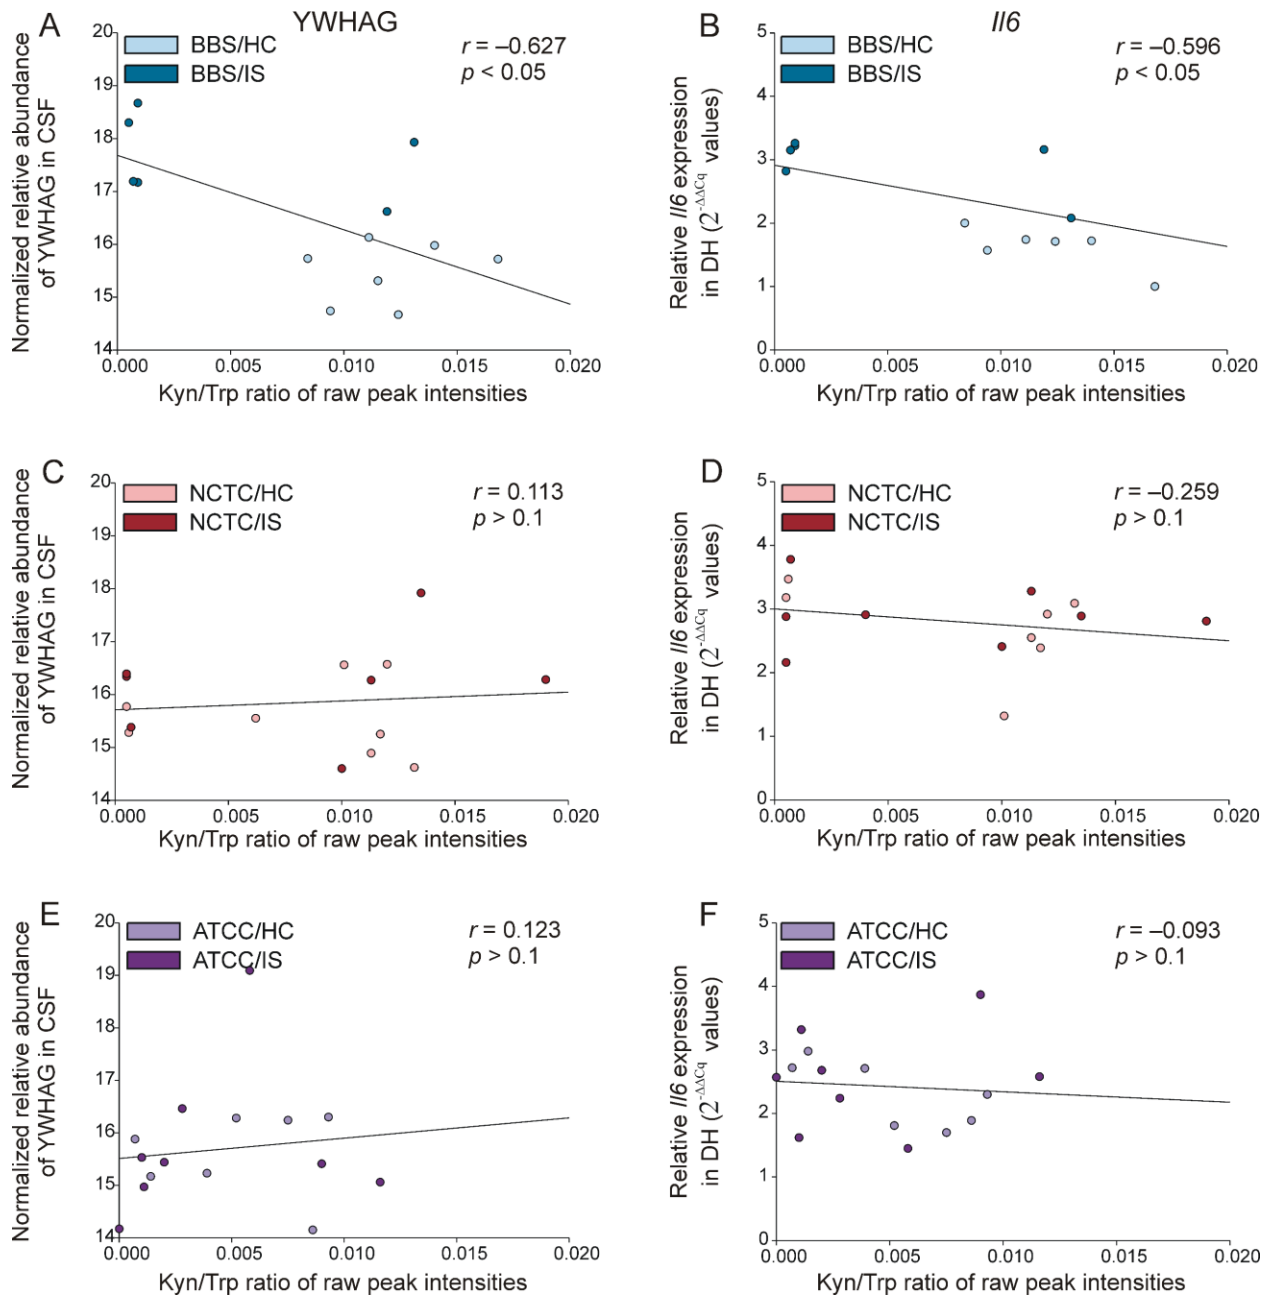 A
YWHAG
BBS/HC
BBS/IS
r = –0.627
p < 0.05
Normalized relative abundance
of YWHAG in CSF
20
19
18
17
16
15
14
0.000 0.005 0.010 0.015 0.020
Kyn/Trp ratio of raw peak intensities
B
Il6
BBS/HC
BBS/IS
r = –0.596
p < 0.05
Relative Il6 expression
in DH (2^-ΔΔCq values)
5
4
3
2
1
0
0.000 0.005 0.010 0.015 0.020
Kyn/Trp ratio of raw peak intensities
C
NCTC/HC
NCTC/IS
r = 0.113
p > 0.1
Normalized relative abundance
of YWHAG in CSF
20
19
18
17
16
15
14
0.000 0.005 0.010 0.015 0.020
Kyn/Trp ratio of raw peak intensities
D
NCTC/HC
NCTC/IS
r = –0.259
p > 0.1
Relative Il6 expression
in DH (2^-ΔΔCq values)
5
4
3
2
1
0
0.000 0.005 0.010 0.015 0.020
Kyn/Trp ratio of raw peak intensities
E
ATCC/HC
ATCC/IS
r = 0.123
p > 0.1
Normalized relative abundance
of YWHAG in CSF
20
19
18
17
16
15
14
0.000 0.005 0.010 0.015 0.020
Kyn/Trp ratio of raw peak intensities
F
ATCC/HC
ATCC/IS
r = –0.093
p > 0.1
Relative Il6 expression
in DH (2^-ΔΔCq values)
5
4
3
2
1
0
0.000 0.005 0.010 0.015 0.020
Kyn/Trp ratio of raw peak intensities